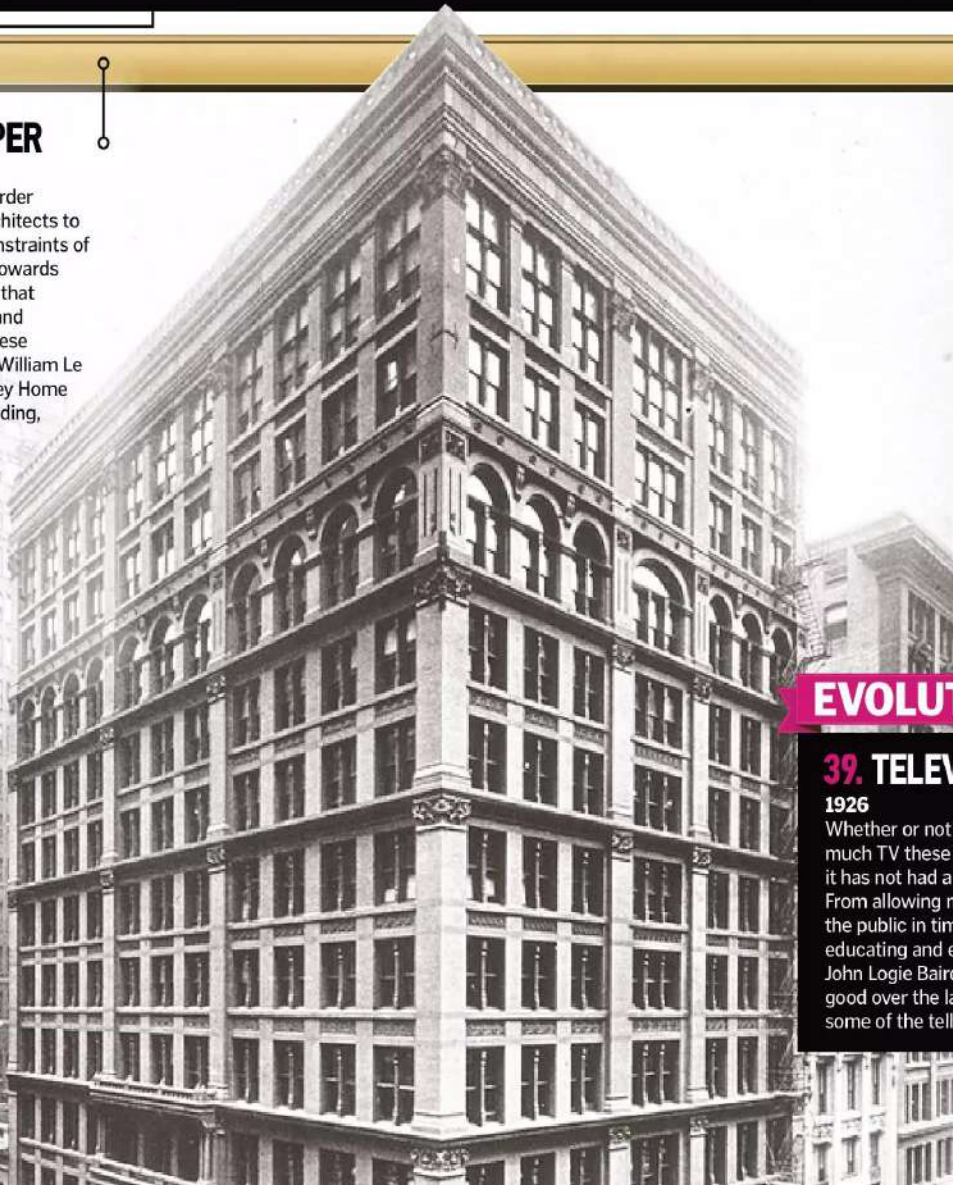 PER
rder
hitects to
nstraints of
owards
that
and
ese
William Le
ey Home
ding,
EVOLUT
39. TELEV
1926
Whether or not
much TV these
it has not had a
From allowing
the public in tim
educating and e
John Logie Baird
good over the la
some of the tell